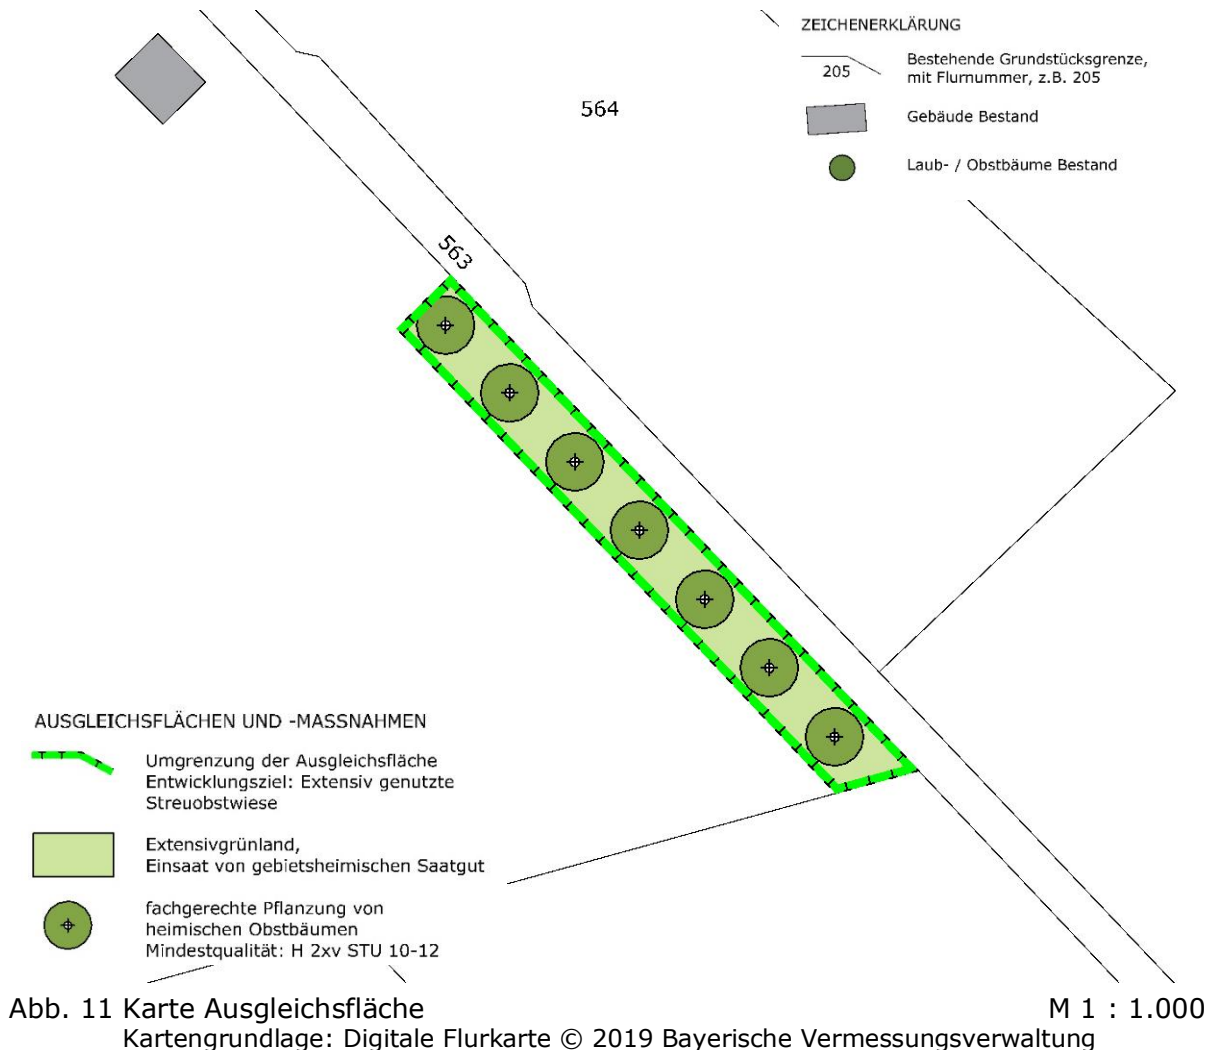 ZEICHENERKLÄRUNG
205
Bestehende Grundstücksgrenze,
mit Flurnummer, z.B. 205
Gebäude Bestand
Laub- / Obstbäume Bestand
564
563
AUSGLEICHSFLÄCHEN UND -MASSNAHMEN
Umgrenzung der Ausgleichsfläche
Entwicklungsziel: Extensiv genutzte
Streuobstwiese
Extensivgrünland,
Einsaat von gebietsheimischen Saatgut
fachgerechte Pflanzung von
heimischen Obstbäumen
Mindestqualität: H 2xv STU 10-12
Abb. 11 Karte Ausgleichsfläche M 1 : 1.000
Kartengrundlage: Digitale Flurkarte © 2019 Bayerische Vermessungsverwaltung